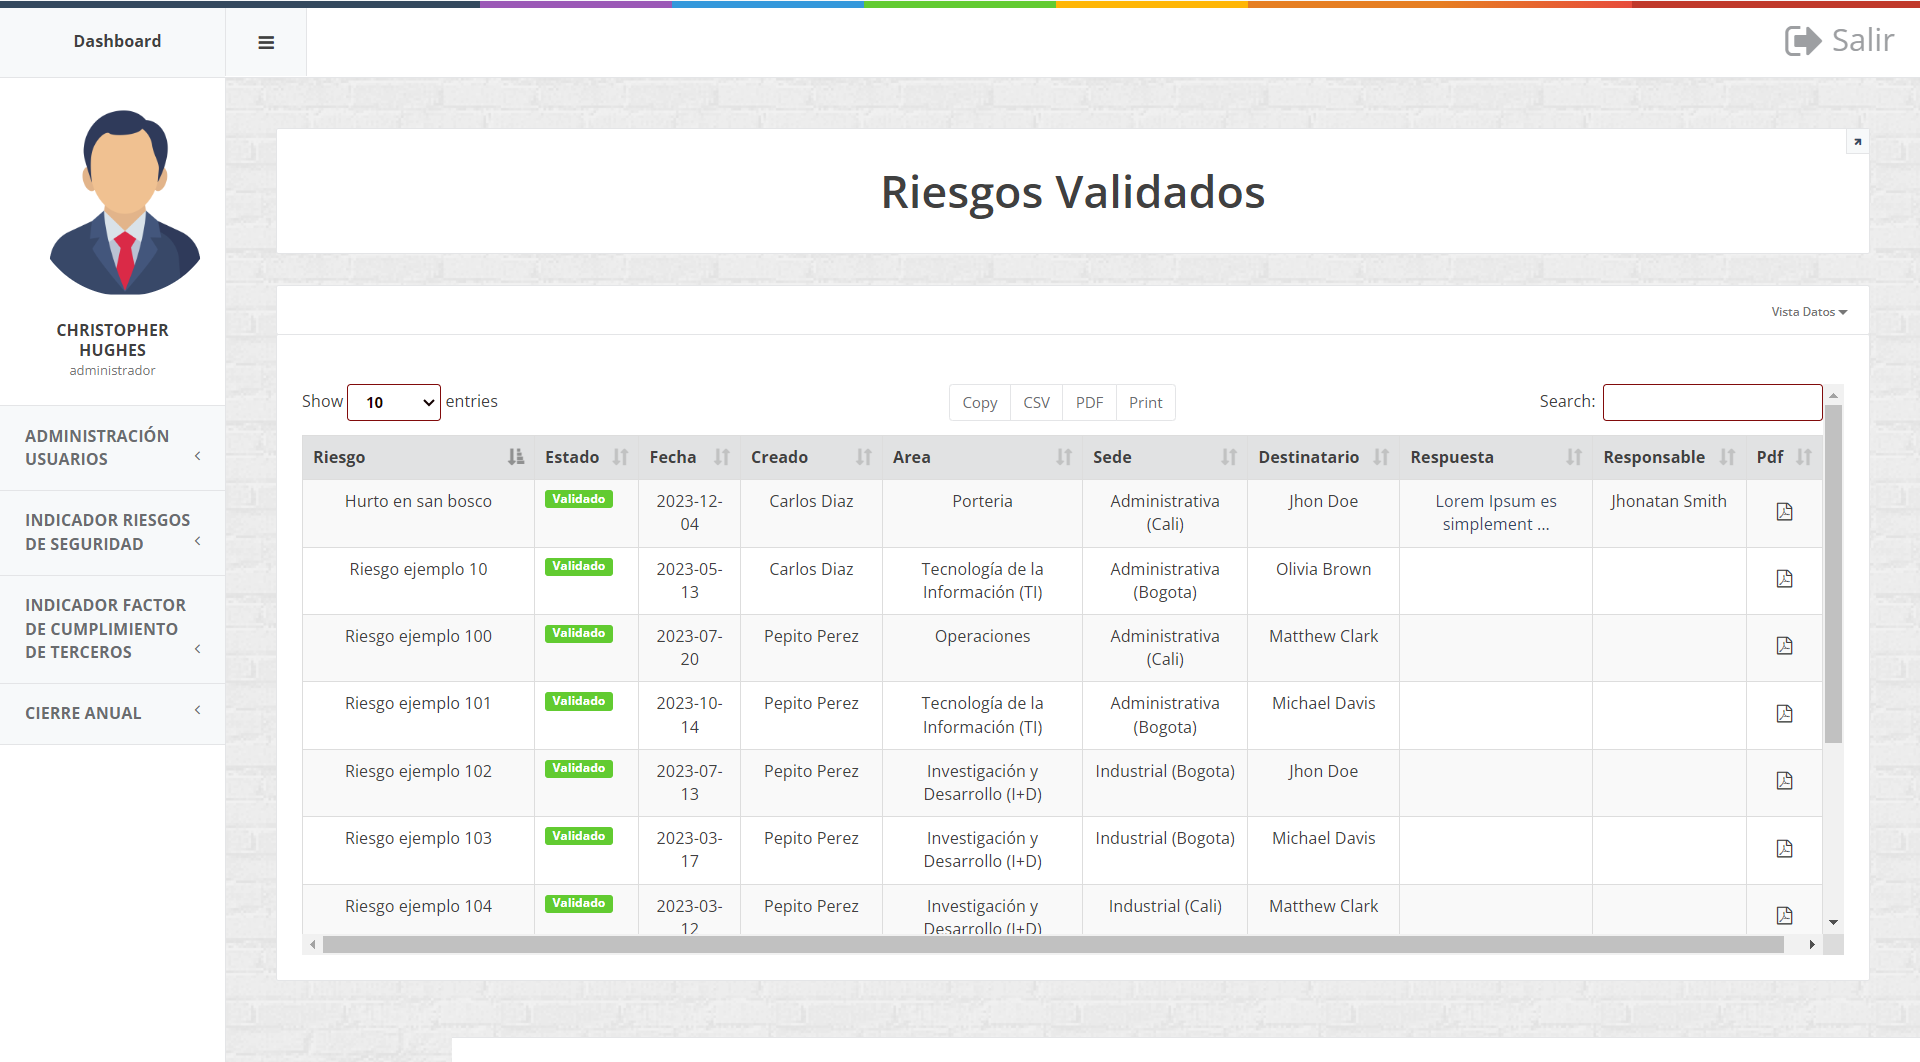 Dashboard
Salir
Riesgos Validados
CHRISTOPHER
HUGHES
administrador
ADMINISTRACIÓN
USUARIOS
INDICADOR RIESGOS
DE SEGURIDAD
INDICADOR FACTOR
DE CUMPLIMIENTO
DE TERCEROS
CIERRE ANUAL
Vista Datos
Show 10 entries
Copy CSV PDF Print
Search:
Riesgo Estado Fecha Creado Area Sede Destinatario Respuesta Responsable Pdf
Hurto en san bosco Validado 2023-12- Carlos Diaz Porteria Administrativa Jhon Doe Lorem Ipsum es Jhonatan Smith
04 (Cali) simplement ...
Riesgo ejemplo 10 Validado 2023-05- Carlos Diaz Tecnología de la Administrativa Olivia Brown
13 Información (TI) (Bogota)
Riesgo ejemplo 100 Validado 2023-07- Pepito Perez Operaciones Administrativa Matthew Clark
20 (Cali)
Riesgo ejemplo 101 Validado 2023-10- Pepito Perez Tecnología de la Administrativa Michael Davis
14 Información (TI) (Bogota)
Riesgo ejemplo 102 Validado 2023-07- Pepito Perez Investigación y Industrial (Bogota) Jhon Doe
13 Desarrollo (I+D)
Riesgo ejemplo 103 Validado 2023-03- Pepito Perez Investigación y Industrial (Bogota) Michael Davis
17 Desarrollo (I+D)
Riesgo ejemplo 104 Validado 2023-03- Pepito Perez Investigación y Industrial (Cali) Matthew Clark
12 Desarrollo (I+D)